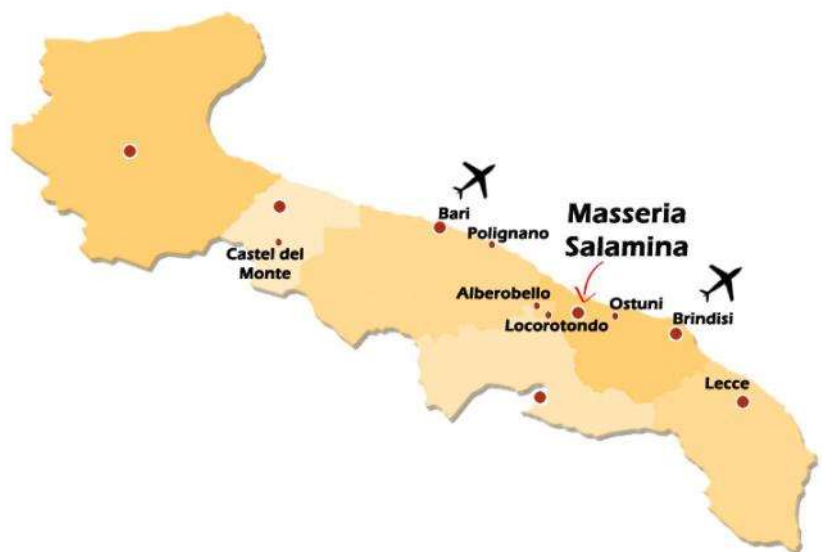 Bari
Polignano
Masseria
Salamina
Castel del
Monte
Alberobello
Locorotondo
Ostuni
Brindisi
Lecce